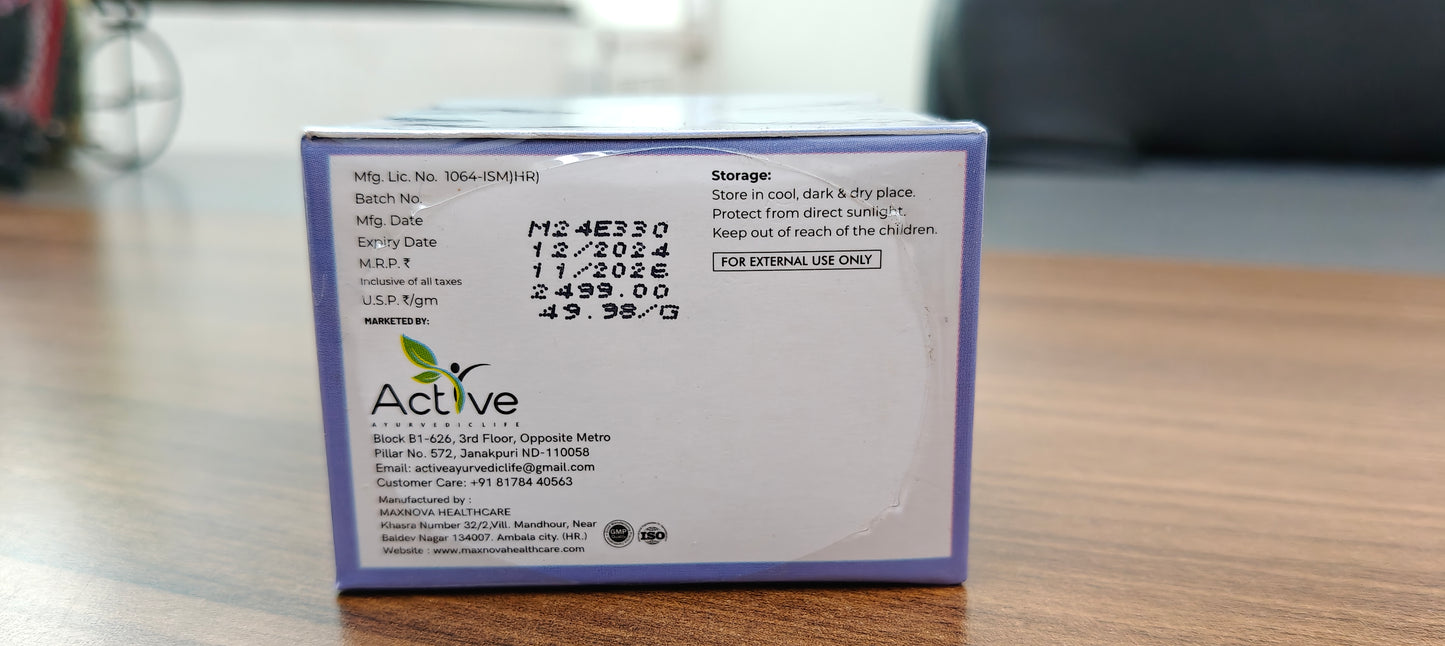 Mfg. Lic. No. 1064-ISM)HR)
Batch No.
Mfg. Date
Expiry Date
M.R.P. ₹
Inclusive of all taxes
U.S.P. ₹/gm
M24E330
12/2024
11/2026
2499.00
49.98/G
MARKETED BY:
Active
AYURVEDICLIFE
Block B1-626, 3rd Floor, Opposite Metro
Pillar No. 572, Janakpuri ND-110058
Email: activeayurvediclife@gmail.com
Customer Care: +91 81784 40563
Manufactured by :
MAXNOVA HEALTHCARE
Khasra Number 32/2,Vill. Mandhour, Near
Baldev Nagar 134007. Ambala city. (HR.)
Website : www.maxnovahealthcare.com
GMP
ISO
Storage:
Store in cool, dark & dry place.
Protect from direct sunlight.
Keep out of reach of the children.
FOR EXTERNAL USE ONLY